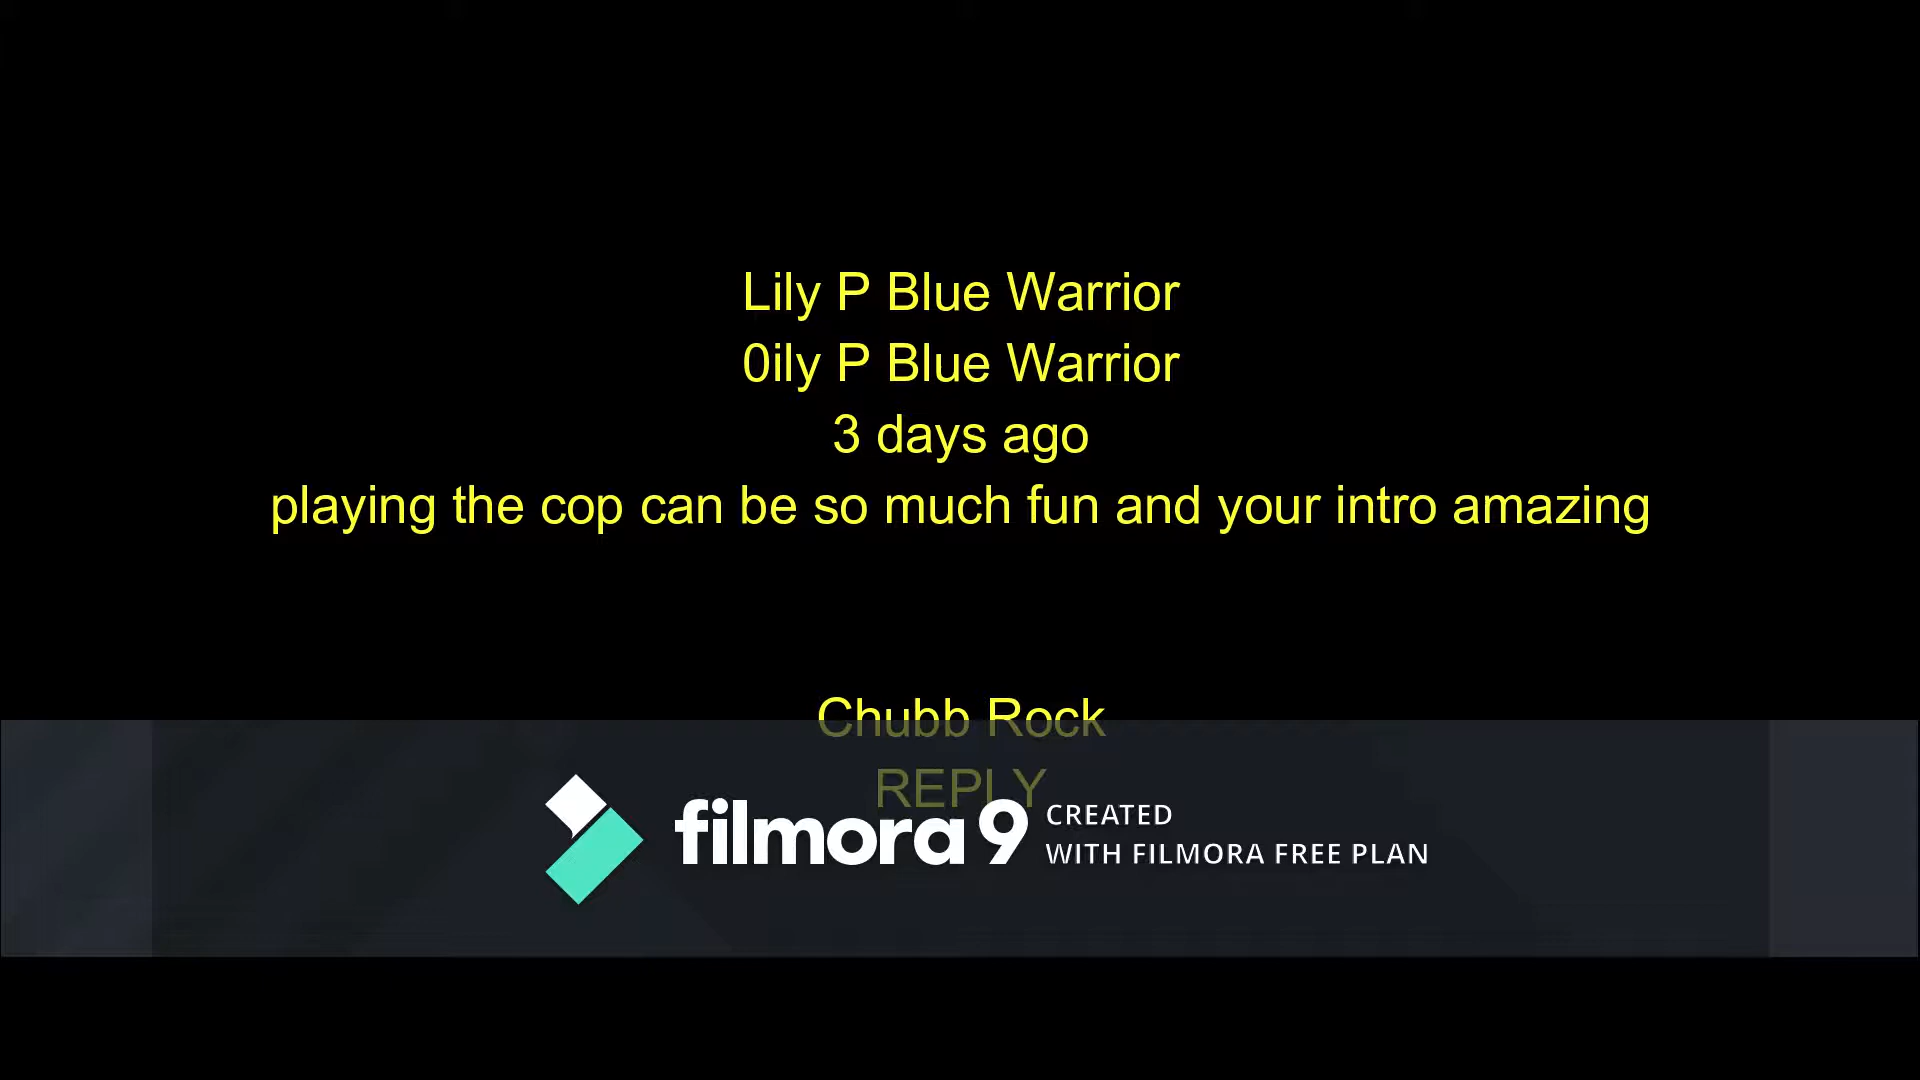 Lily P Blue Warrior
0ily P Blue Warrior
3 days ago
playing the cop can be so much fun and your intro amazing
Chubb Rock
REPLY
filmora9 CREATED
WITH FILMORA FREE PLAN